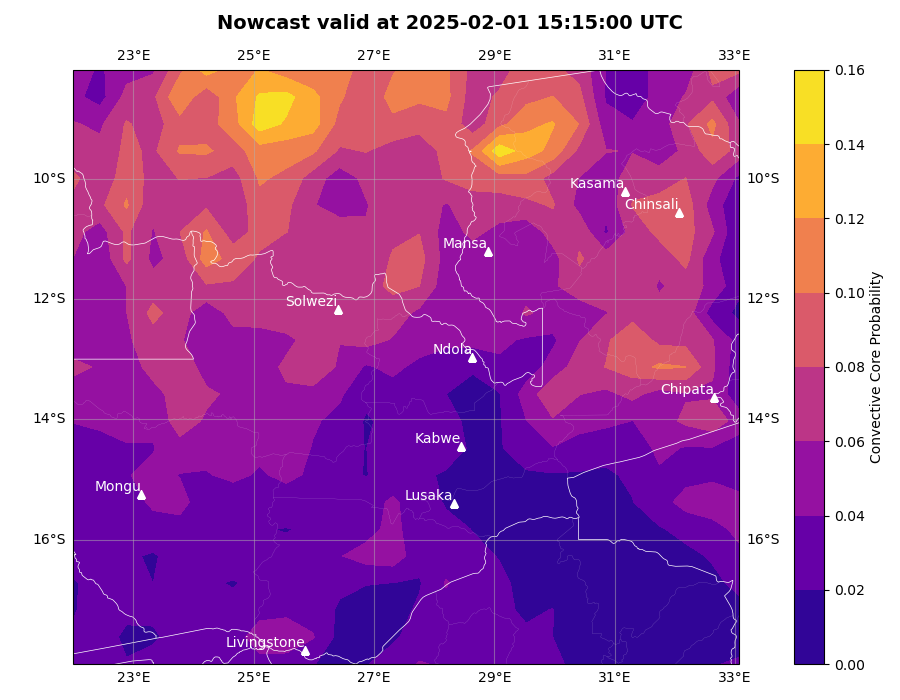 Nowcast valid at 2025-02-01 15:15:00 UTC
23°E 25°E 27°E 29°E 31°E 33°E
0.16
0.14
0.12
0.10
0.08
0.06
0.04
0.02
0.00
Convective Core Probability
10°S 10°S
12°S 12°S
14°S 14°S
16°S 16°S
Kasama
Chinsali
Mansa
Solwezi
Ndola
Chipata
Kabwe
Mongu
Lusaka
Livingstone
23°E 25°E 27°E 29°E 31°E 33°E